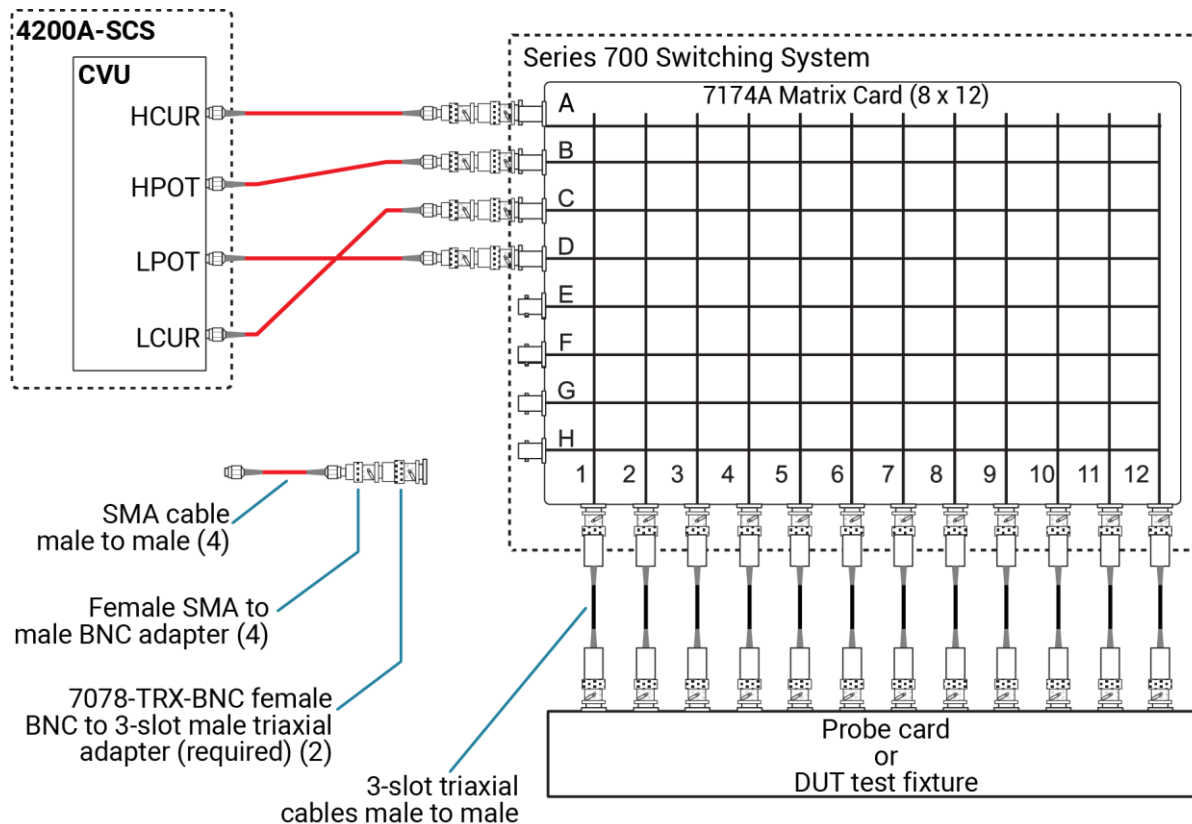 4200A-SCS
CVU
HCUR
HPOT
LPOT
LCUR
Series 700 Switching System
7174A Matrix Card (8 x 12)
A
B
C
D
E
F
G
H
1 2 3 4 5 6 7 8 9 10 11 12
SMA cable
male to male (4)
Female SMA to
male BNC adapter (4)
7078-TRX-BNC female
BNC to 3-slot male triaxial
adapter (required) (2)
3-slot triaxial
cables male to male
Probe card
or
DUT test fixture